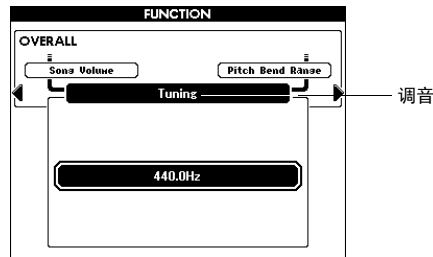 FUNCTION
OVERALL
Song Volume
Pitch Bend Range
Tuning
调音
440.0Hz